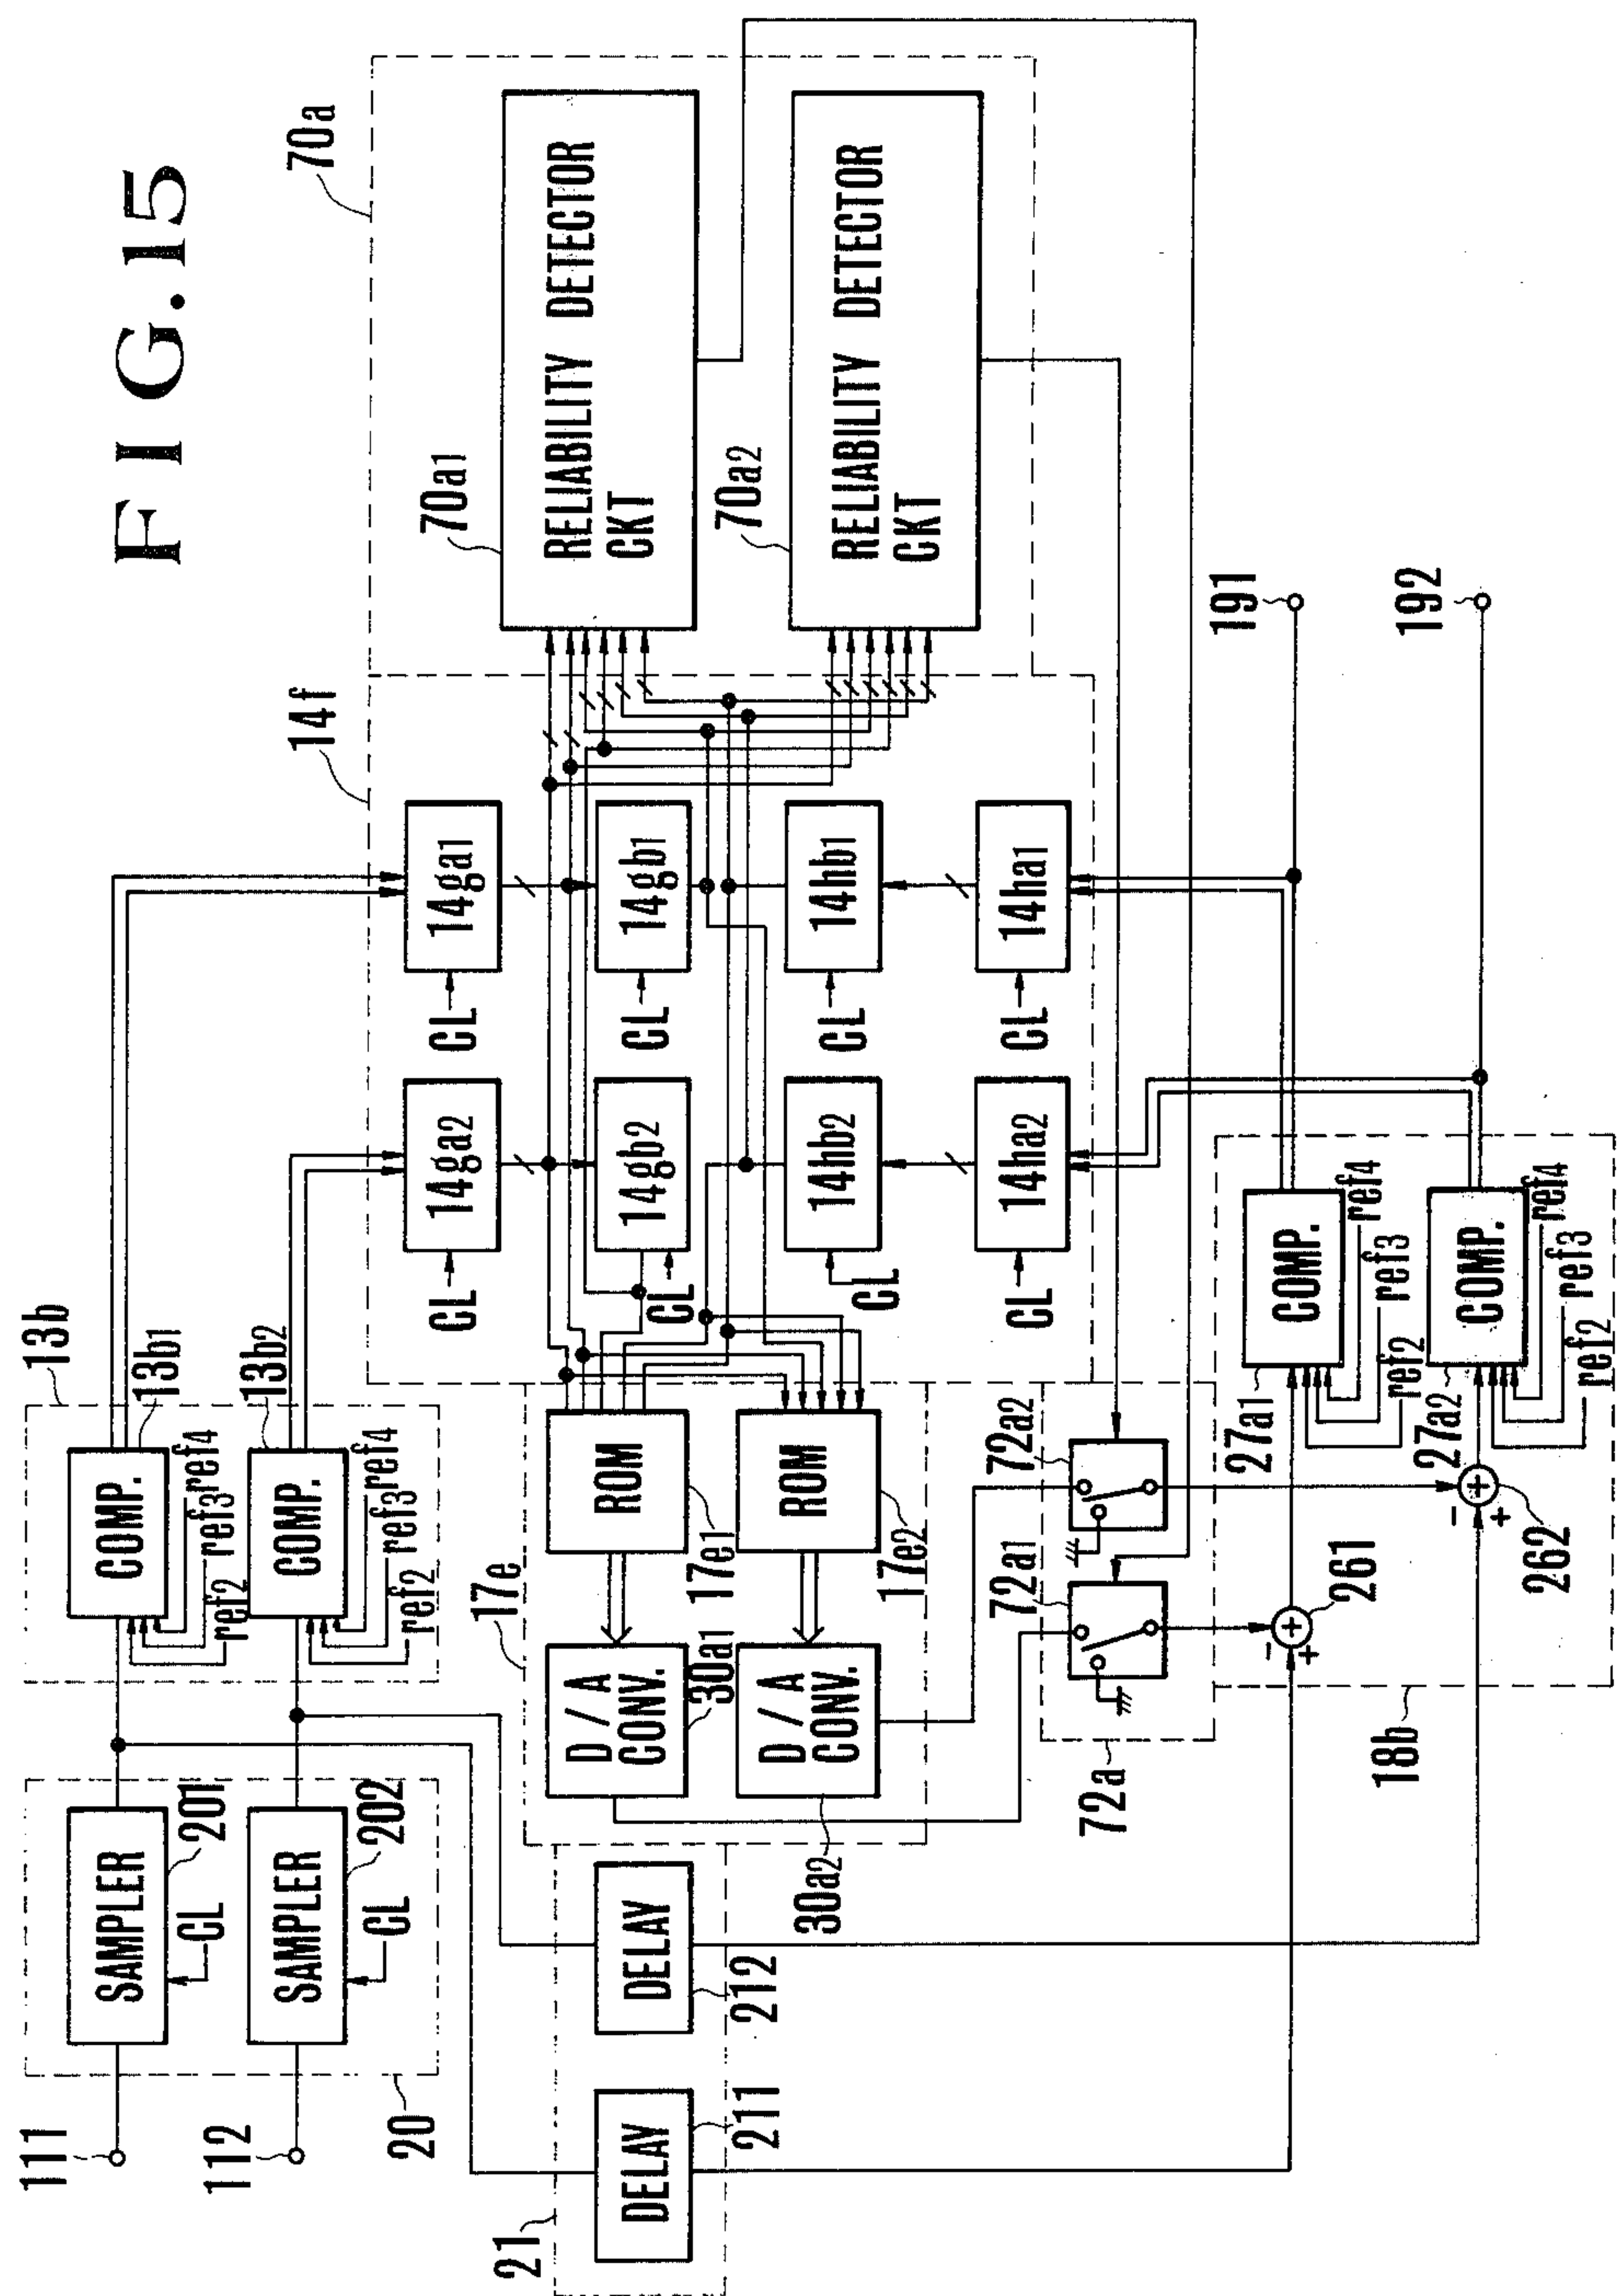 FIG.15
111
112
20
SAMPLER
201
CL
SAMPLER
202
CL
13b
COMP.
13b1
ref2
ref3
ref4
COMP.
13b2
ref2
ref3
ref4
14f
14ga2
CL
14ga1
CL
14gb2
CL
14gb1
CL
14hb2
CL
14hb1
CL
14ha2
CL
14ha1
CL
70a
70a1
RELIABILITY DETECTOR
CKT
70a2
RELIABILITY DETECTOR
CKT
21
DELAY
211
DELAY
212
17e
D/A
CONV.
30a1
ROM
17e1
D/A
CONV.
30a2
ROM
17e2
72a
72a1
72a2
18b
261
-
+
262
-
+
27a1
COMP.
ref2
ref3
ref4
27a2
COMP.
ref2
ref3
ref4
191
192